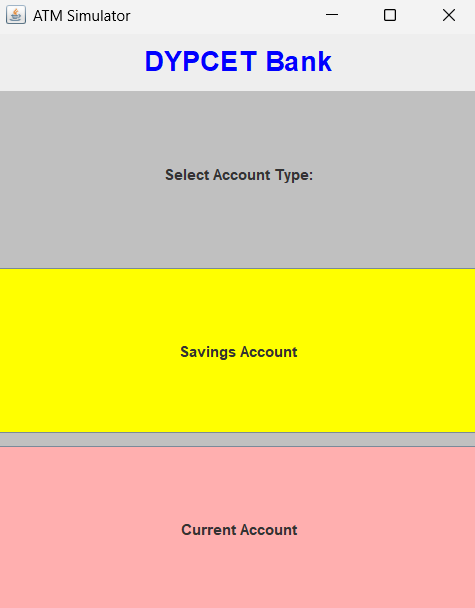 ATM Simulator
DYPCET Bank
Select Account Type:
Savings Account
Current Account